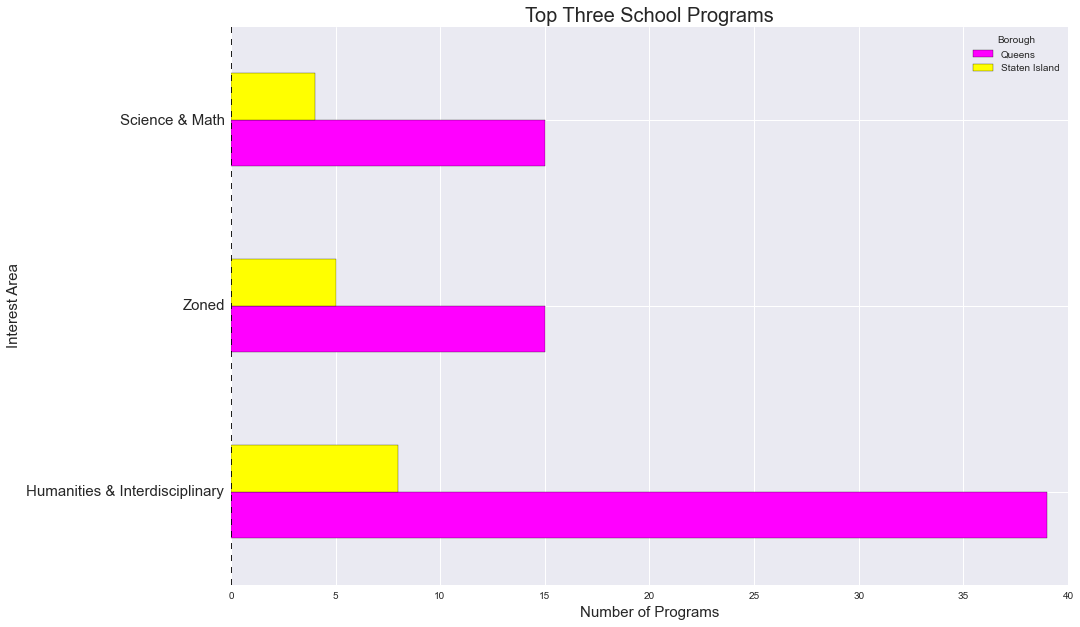 Top Three School Programs
Borough
Queens
Staten Island
Science & Math
Zoned
Humanities & Interdisciplinary
Interest Area
0 5 10 15 20 25 30 35 40
Number of Programs